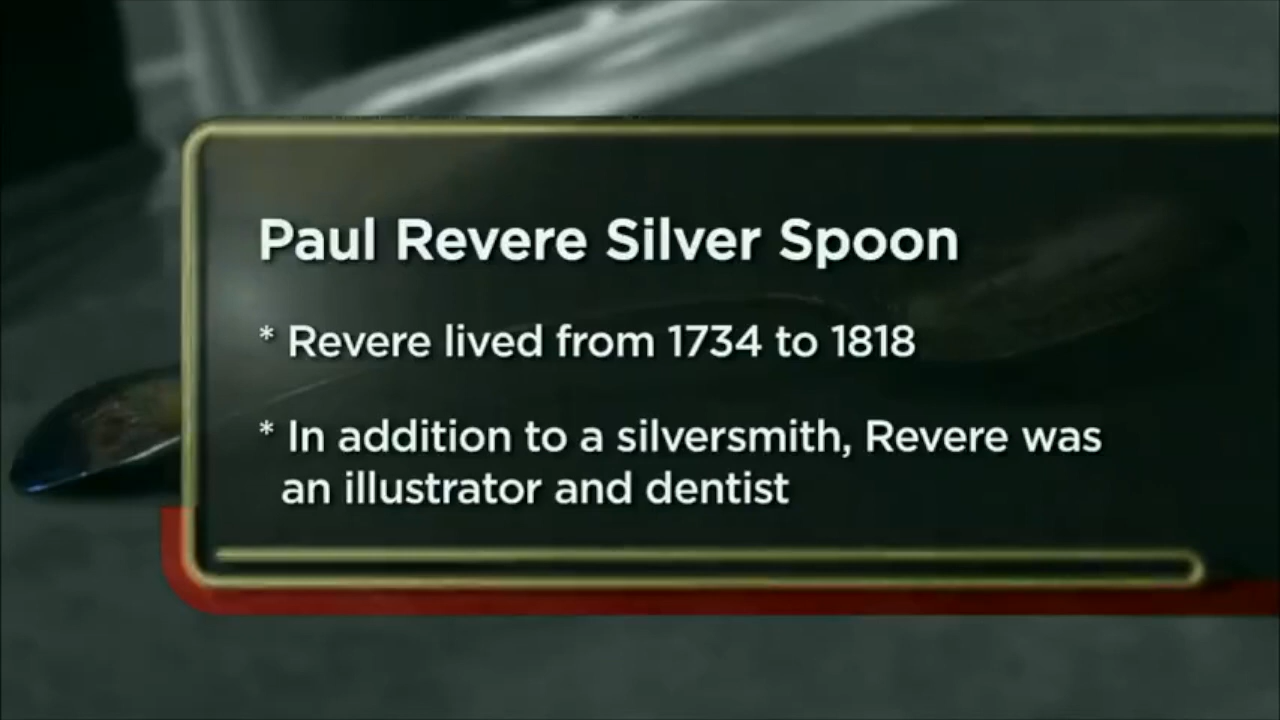 Paul Revere Silver Spoon
* Revere lived from 1734 to 1818
* In addition to a silversmith, Revere was
an illustrator and dentist